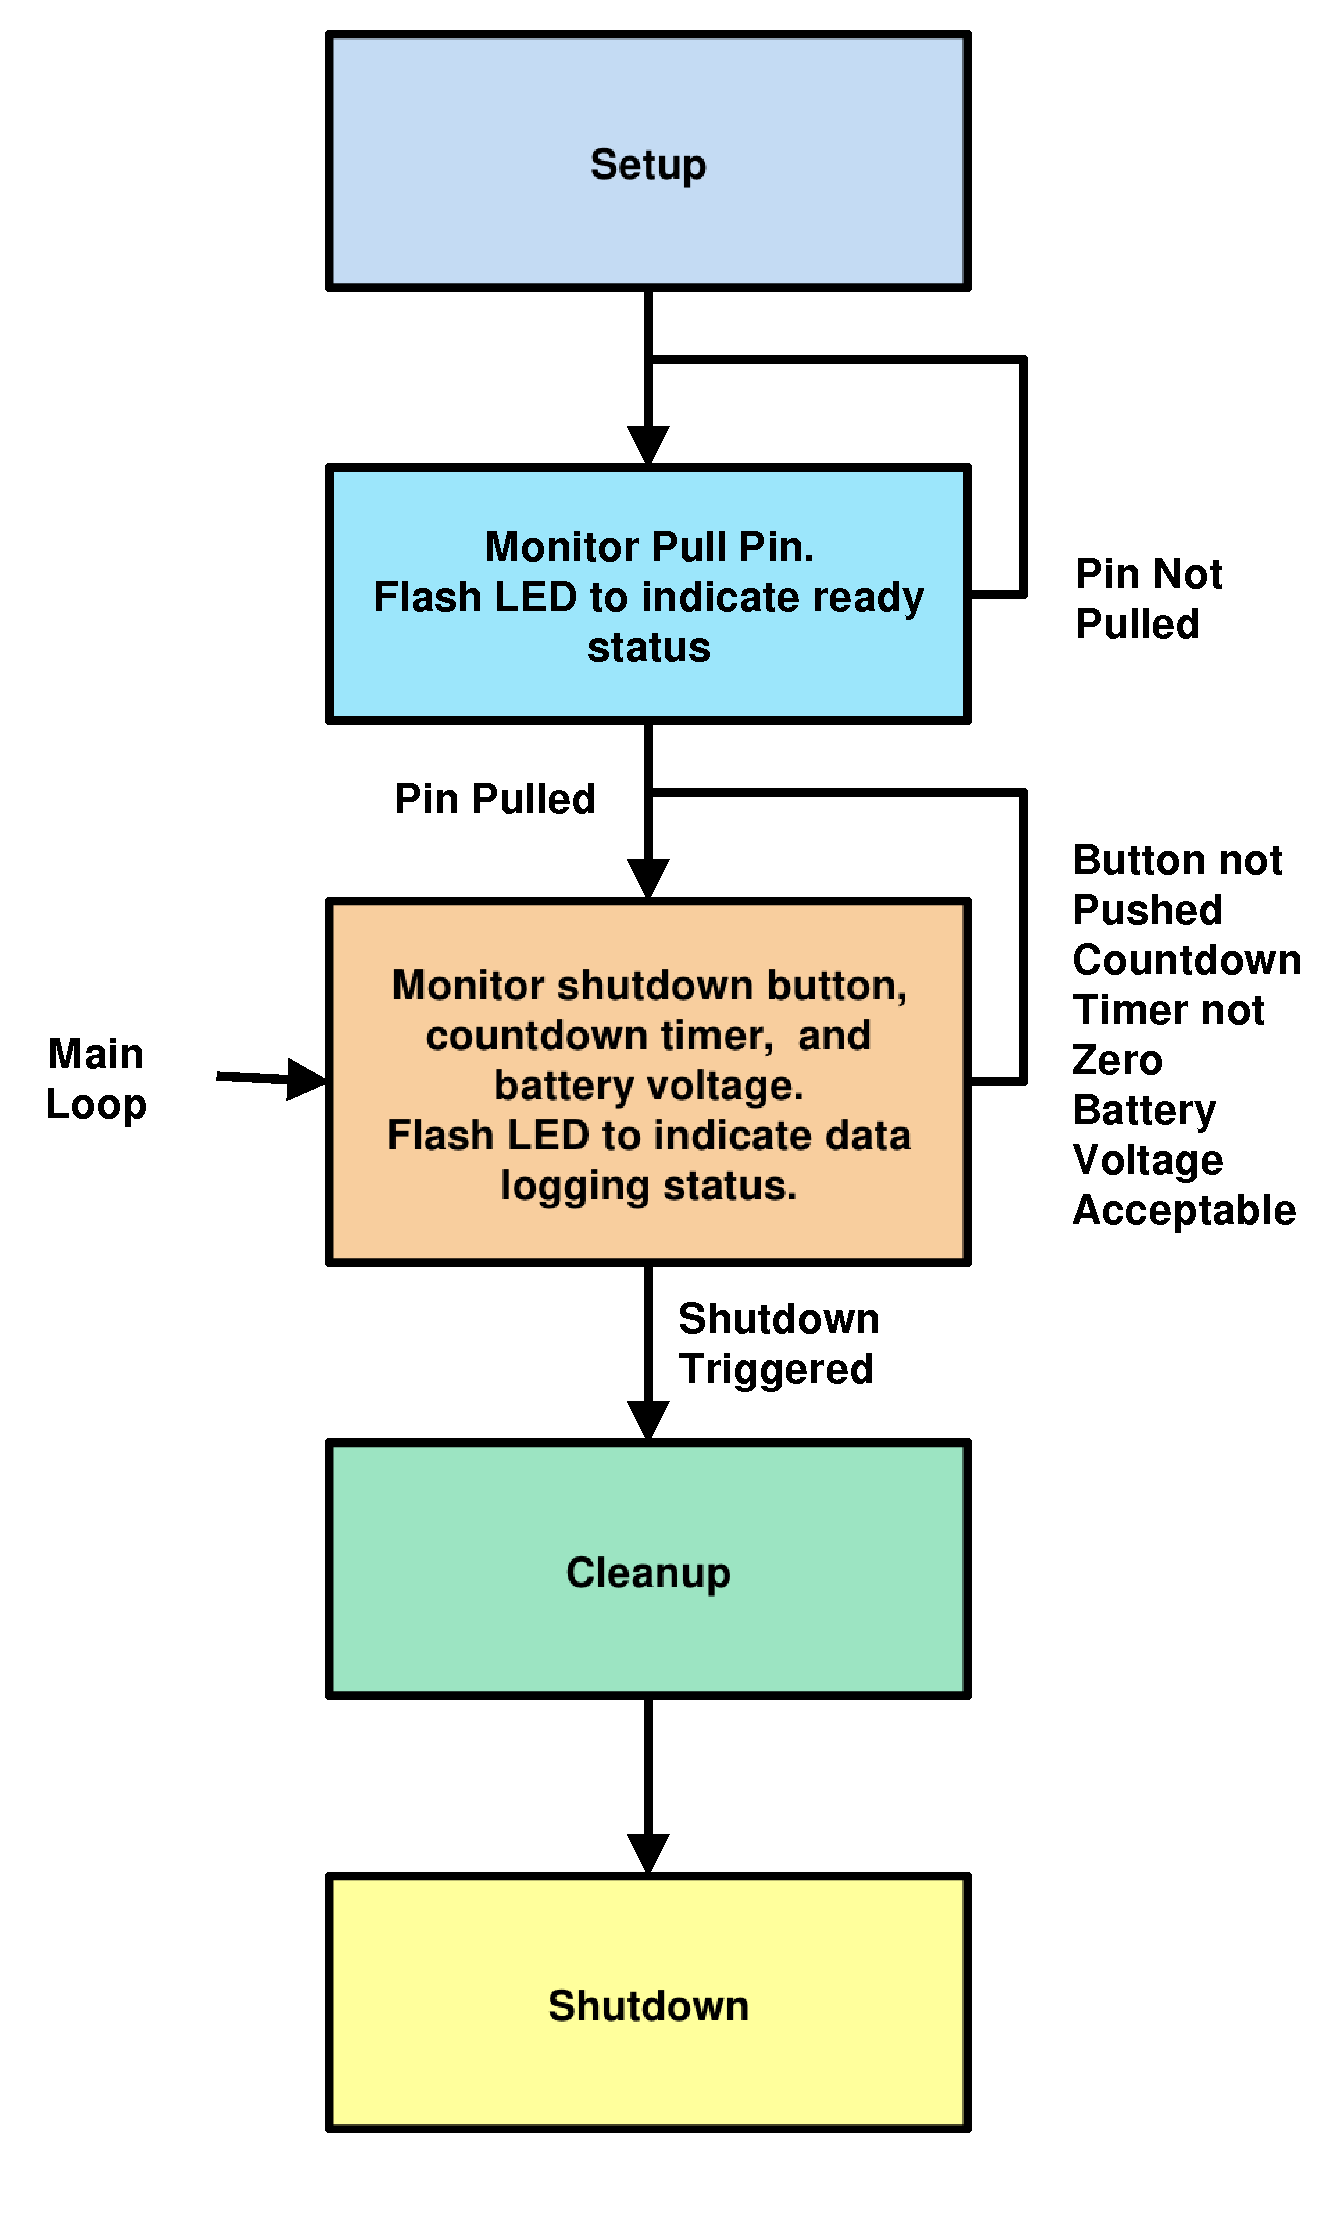 Setup
Monitor Pull Pin.
Flash LED to indicate ready
status
Pin Not
Pulled
Pin Pulled
Button not
Pushed
Countdown
Timer not
Zero
Battery
Voltage
Acceptable
Main
Loop
Monitor shutdown button,
countdown timer,  and
battery voltage.
Flash LED to indicate data
logging status.
Shutdown
Triggered
Cleanup
Shutdown